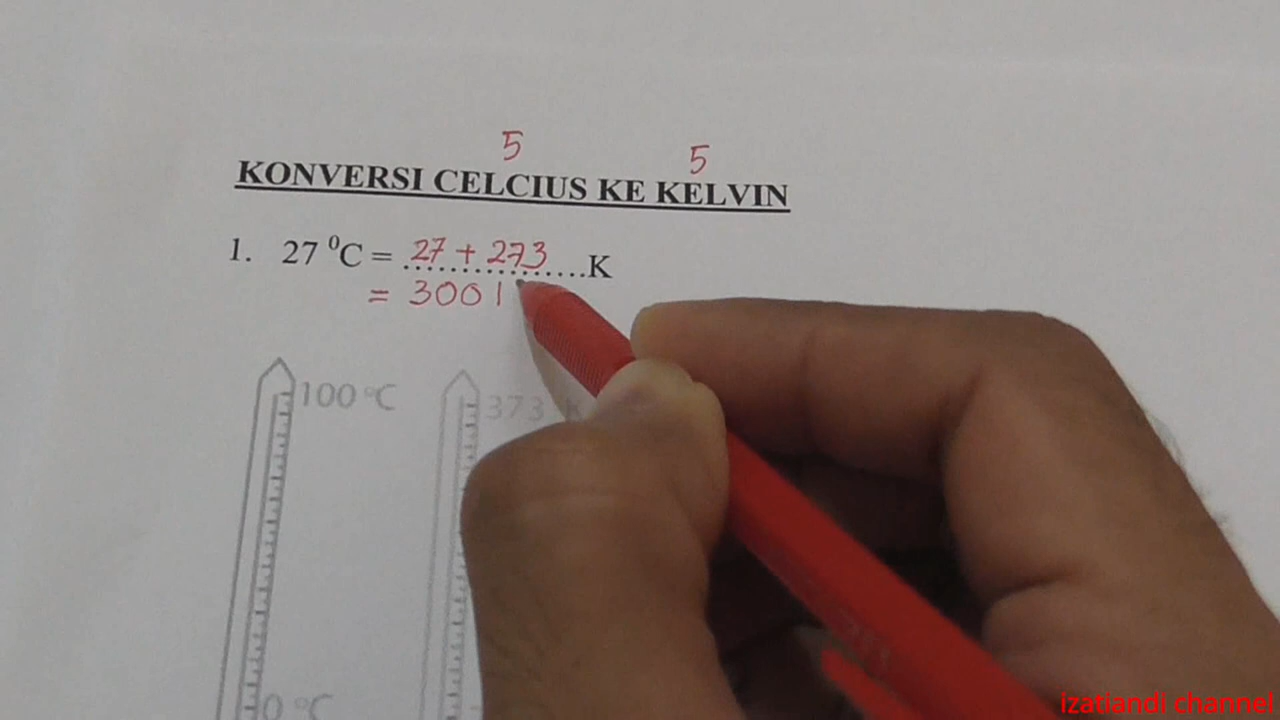 5 5
KONVERSI CELCIUS KE KELVIN
1. 27 ⁰C = 27 + 273 ................K
= 300 |
100 °C 373 K
0 °C
izatiandi channel